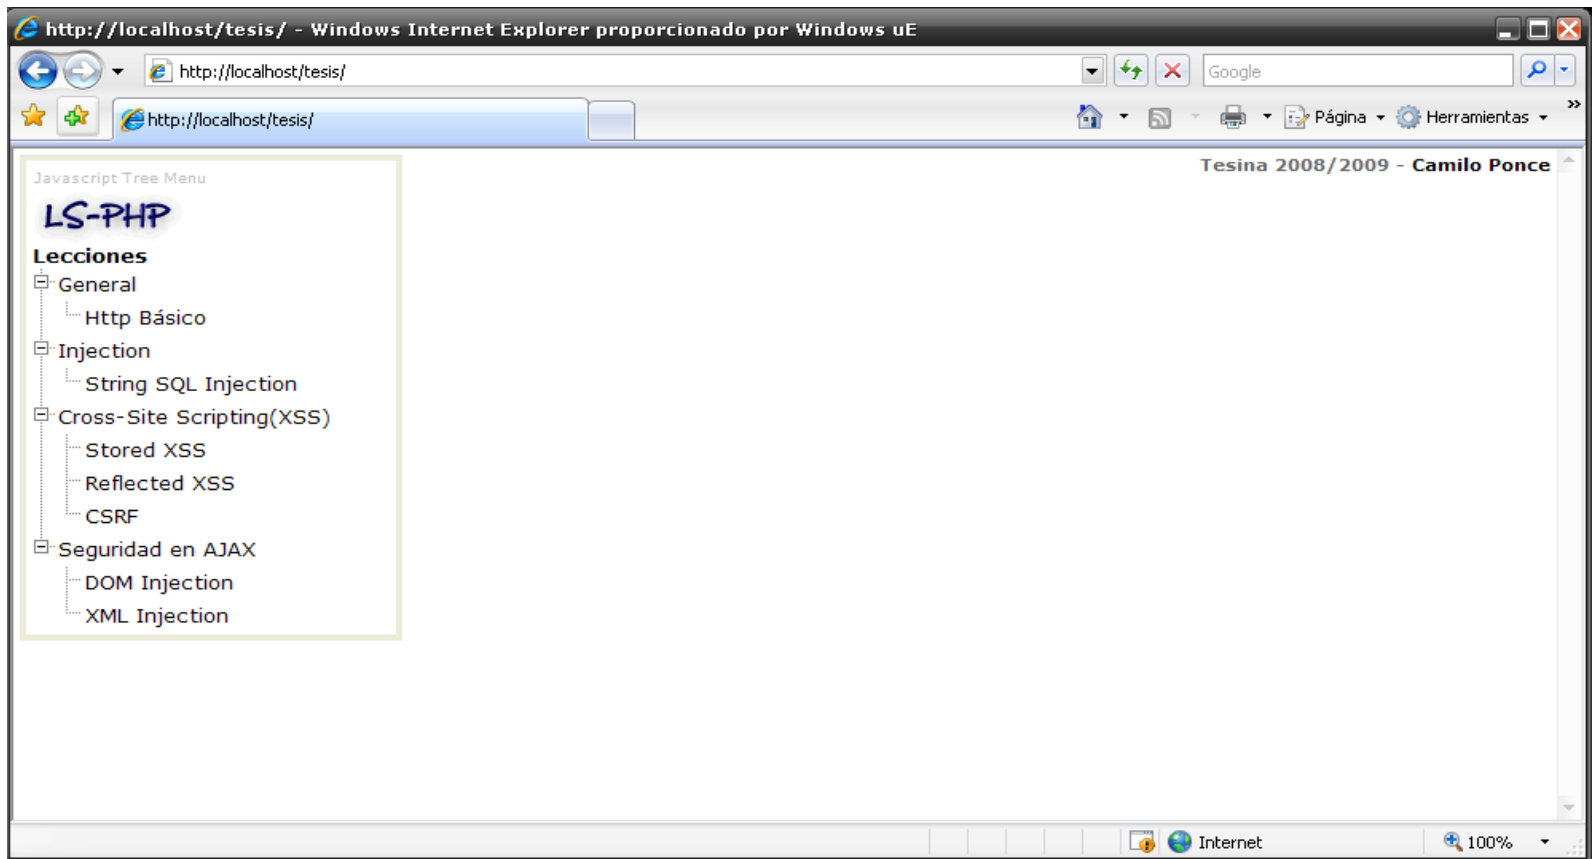 http://localhost/tesis/ - Windows Internet Explorer proporcionado por Windows uE
http://localhost/tesis/
Google
http://localhost/tesis/
Página
Herramientas
»
Tesina 2008/2009 - Camilo Ponce
Javascript Tree Menu
LS-PHP
Lecciones
General
Http Básico
Injection
String SQL Injection
Cross-Site Scripting(XSS)
Stored XSS
Reflected XSS
CSRF
Seguridad en AJAX
DOM Injection
XML Injection
Internet
100%